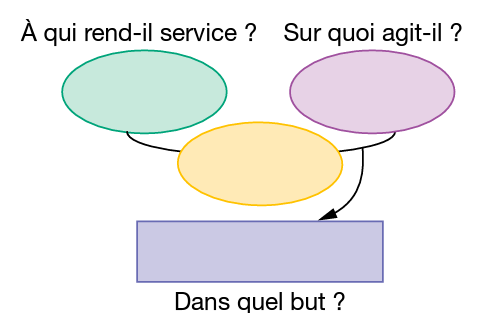 À qui rend-il service ?
Sur quoi agit-il ?
Dans quel but ?